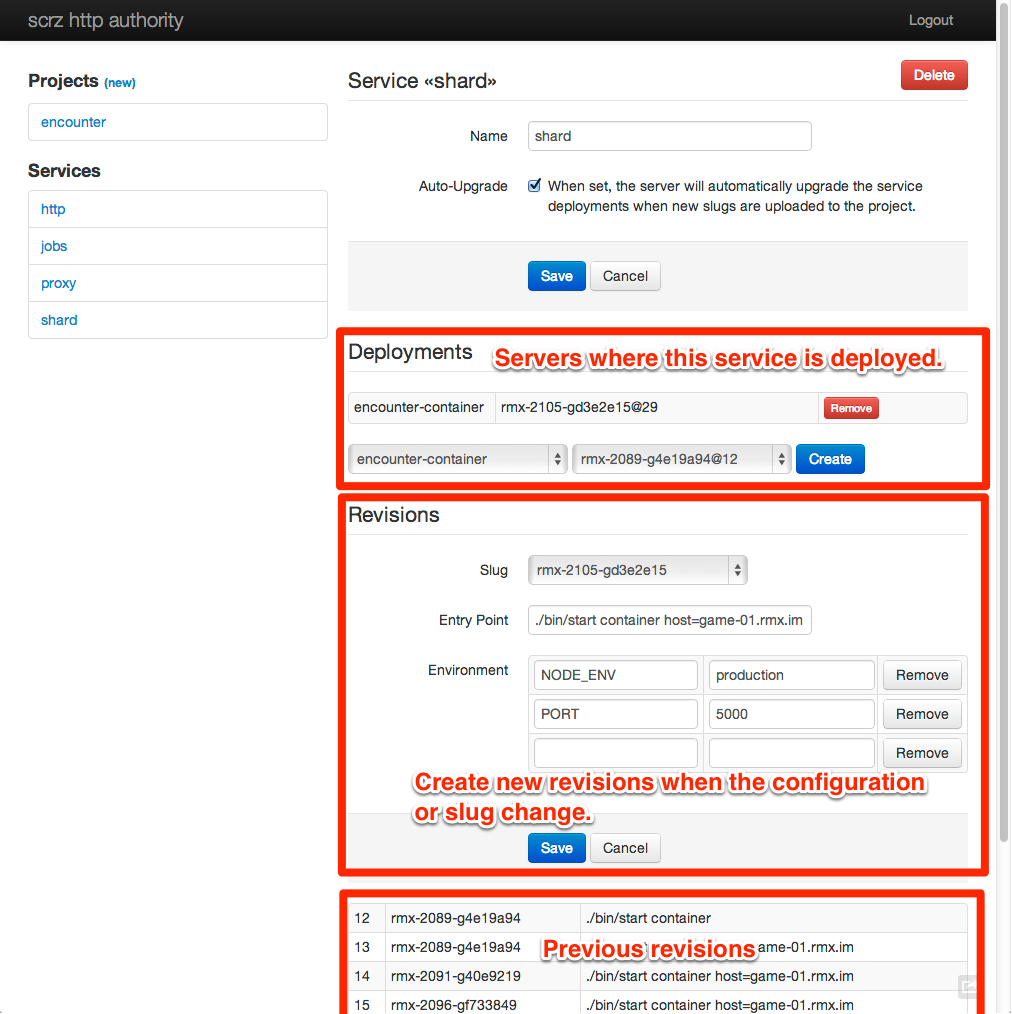 scrz http authority Logout
Projects (new)
encounter
Services
http
jobs
proxy
shard
Service «shard» Delete
Name shard
Auto-Upgrade When set, the server will automatically upgrade the service
deployments when new slugs are uploaded to the project.
Save Cancel
Deployments Servers where this service is deployed.
encounter-container rmx-2105-gd3e2e15@29 Remove
encounter-container rmx-2089-g4e19a94@12 Create
Revisions
Slug rmx-2105-gd3e2e15
Entry Point ./bin/start container host=game-01.rmx.im
Environment NODE_ENV production Remove
PORT 5000 Remove
Remove
Create new revisions when the configuration
or slug change.
Save Cancel
12 rmx-2089-g4e19a94 ./bin/start container
13 rmx-2089-g4e19a94 Previous revisions ame-01.rmx.im
14 rmx-2091-g40e9219 ./bin/start container host=game-01.rmx.im
15 rmx-2096-gf733849 ./bin/start container host=game-01.rmx.im